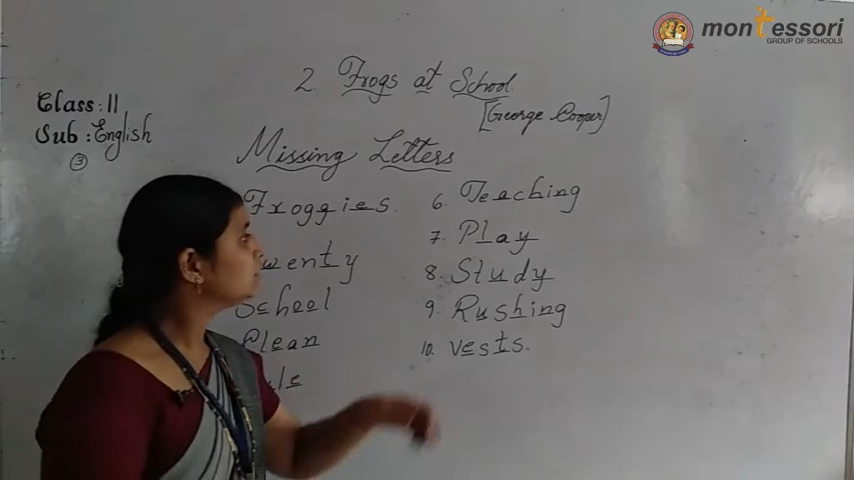 montessori
GROUP OF SCHOOLS
2. Frogs at School
[George Cooper]
Class: II
Sub: English
3
Missing Letters
Froggies.
wenty
School
Clean
le
6. Teaching
7. Play
8. Study
9. Rushing
10. Vests.